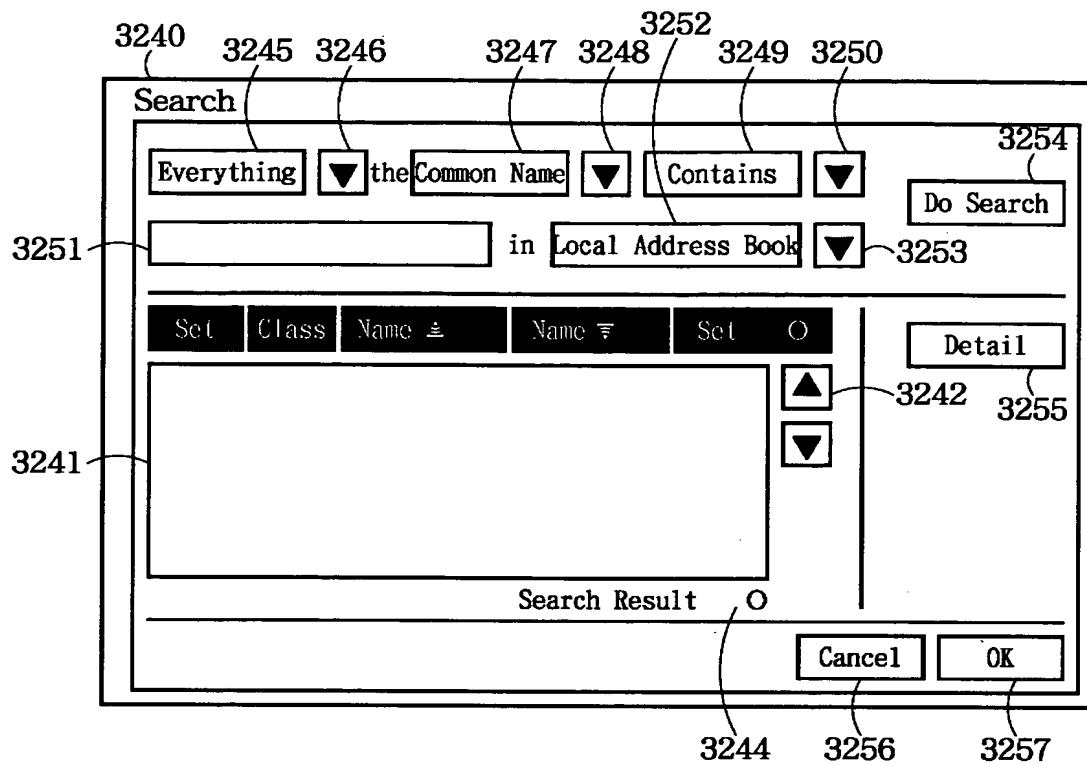 3252
3240 3245 3246 3247 3248 3249 3250
Search
3254
Everything ▼ the Common Name ▼ Contains ▼
Do Search
3251 in Local Address Book ▼ 3253
Set Class Name Name Set O
Detail
3242
3255
3241
Search Result O
Cancel OK
3244 3256 3257